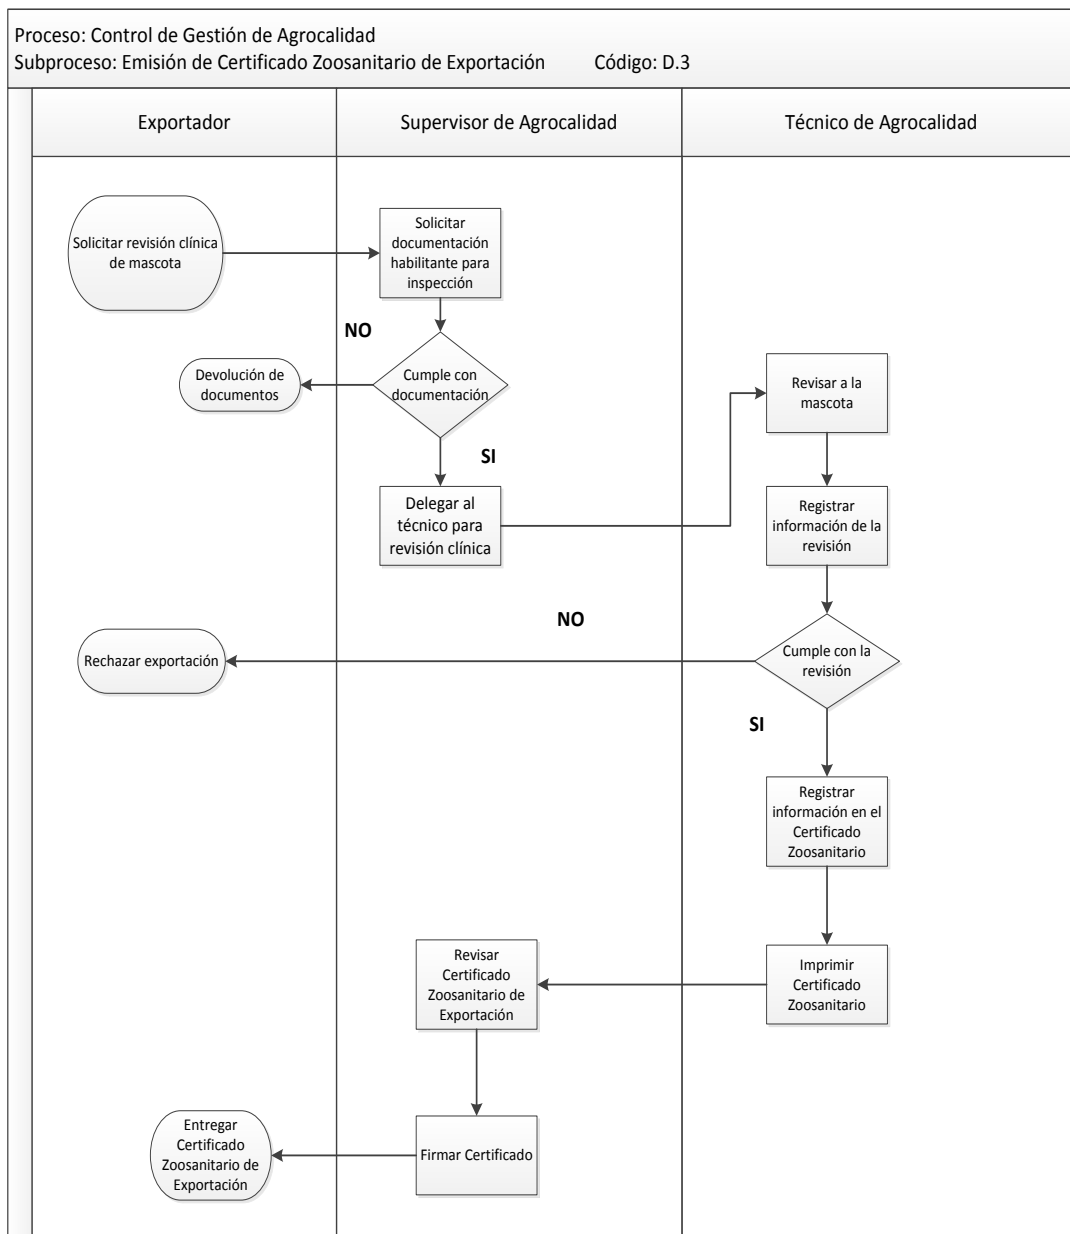 Proceso: Control de Gestión de Agrocalidad
Subproceso: Emisión de Certificado Zoosanitario de Exportación Código: D.3
Exportador
Supervisor de Agrocalidad
Técnico de Agrocalidad
Solicitar revisión clínica
de mascota
Solicitar
documentación
habilitante para
inspección
NO
Cumple con
documentación
Devolución de
documentos
SI
Delegar al
técnico para
revisión clínica
Revisar a la
mascota
Registrar
información de la
revisión
NO
Cumple con la
revisión
Rechazar exportación
SI
Registrar
información en el
Certificado
Zoosanitario
Imprimir
Certificado
Zoosanitario
Revisar
Certificado
Zoosanitario de
Exportación
Firmar Certificado
Entregar
Certificado
Zoosanitario de
Exportación